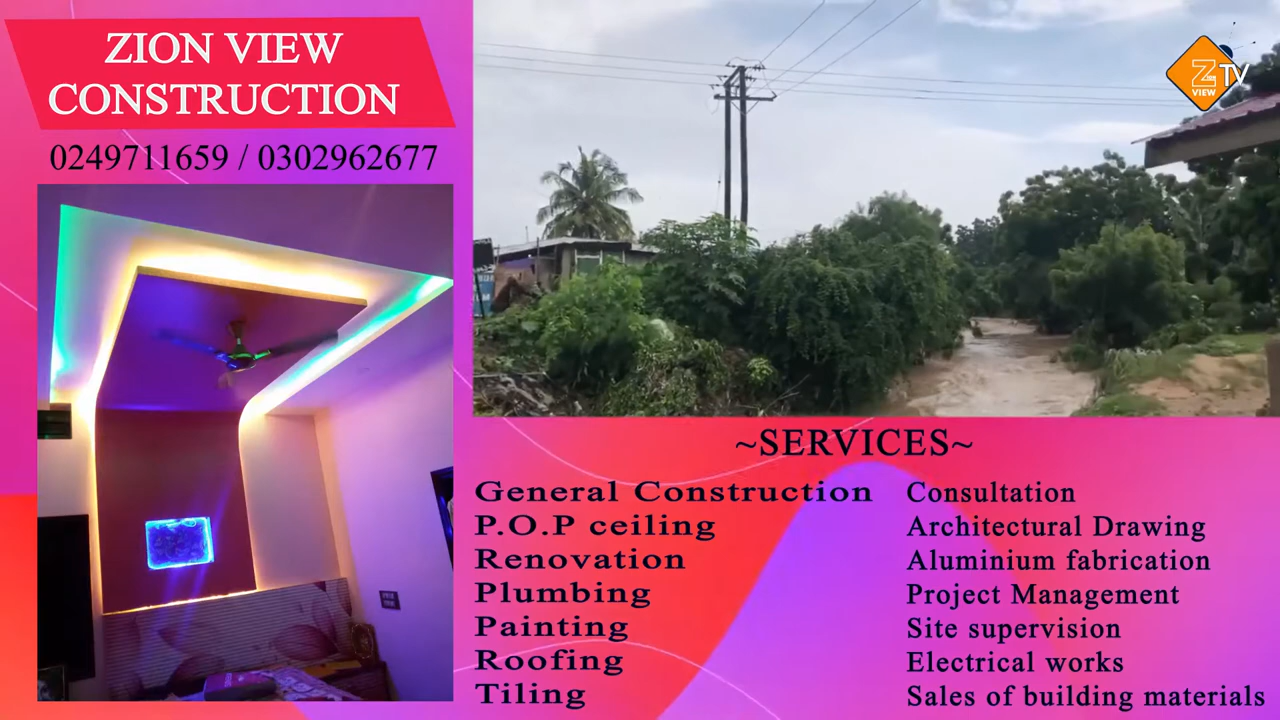 ZION VIEW
CONSTRUCTION
0249711659 / 0302962677
Z TV
VIEW
~SERVICES~
General Construction
P.O.P ceiling
Renovation
Plumbing
Painting
Roofing
Tiling
Consultation
Architectural Drawing
Aluminium fabrication
Project Management
Site supervision
Electrical works
Sales of building materials